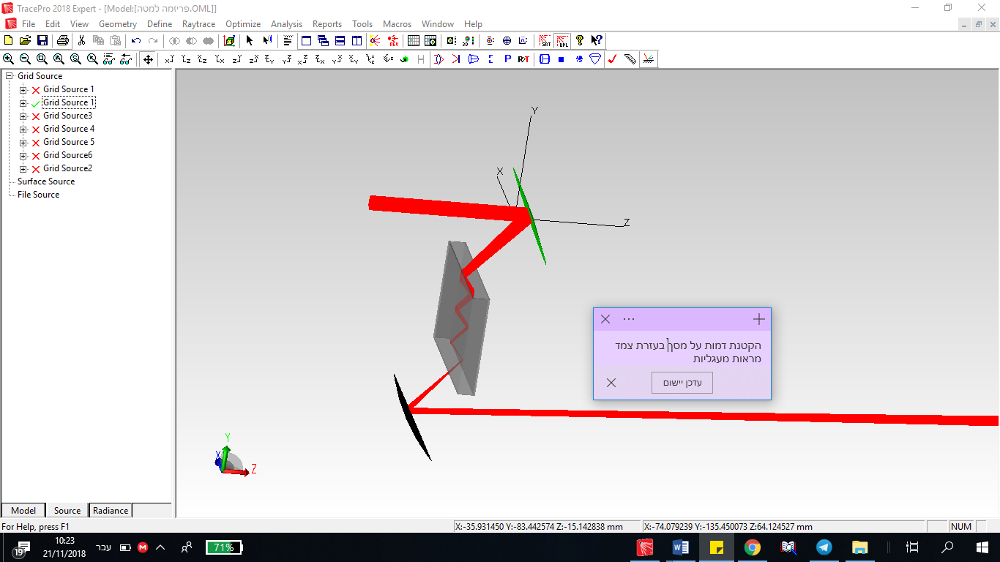 TracePro 2018 Expert - [Model:[פריזמה למטה.OML]]
File Edit View Geometry Define Raytrace Optimize Analysis Reports Tools Macros Window Help
Grid Source
Grid Source 1
Grid Source 1
Grid Source3
Grid Source 4
Grid Source 5
Grid Source6
Grid Source2
Surface Source
File Source
Y
X
Z
הקטנת דמות על מסך בעזרת צמד
מראות מעגליות
עדכן יישום
Y
X
Z
Model Source Radiance
For Help, press F1
X:-35.931450 Y:-83.442574 Z:-15.142838 mm
X:-74.079239 Y:-135.450073 Z:64.124527 mm
NUM
19
10:23
21/11/2018
עבר
71%